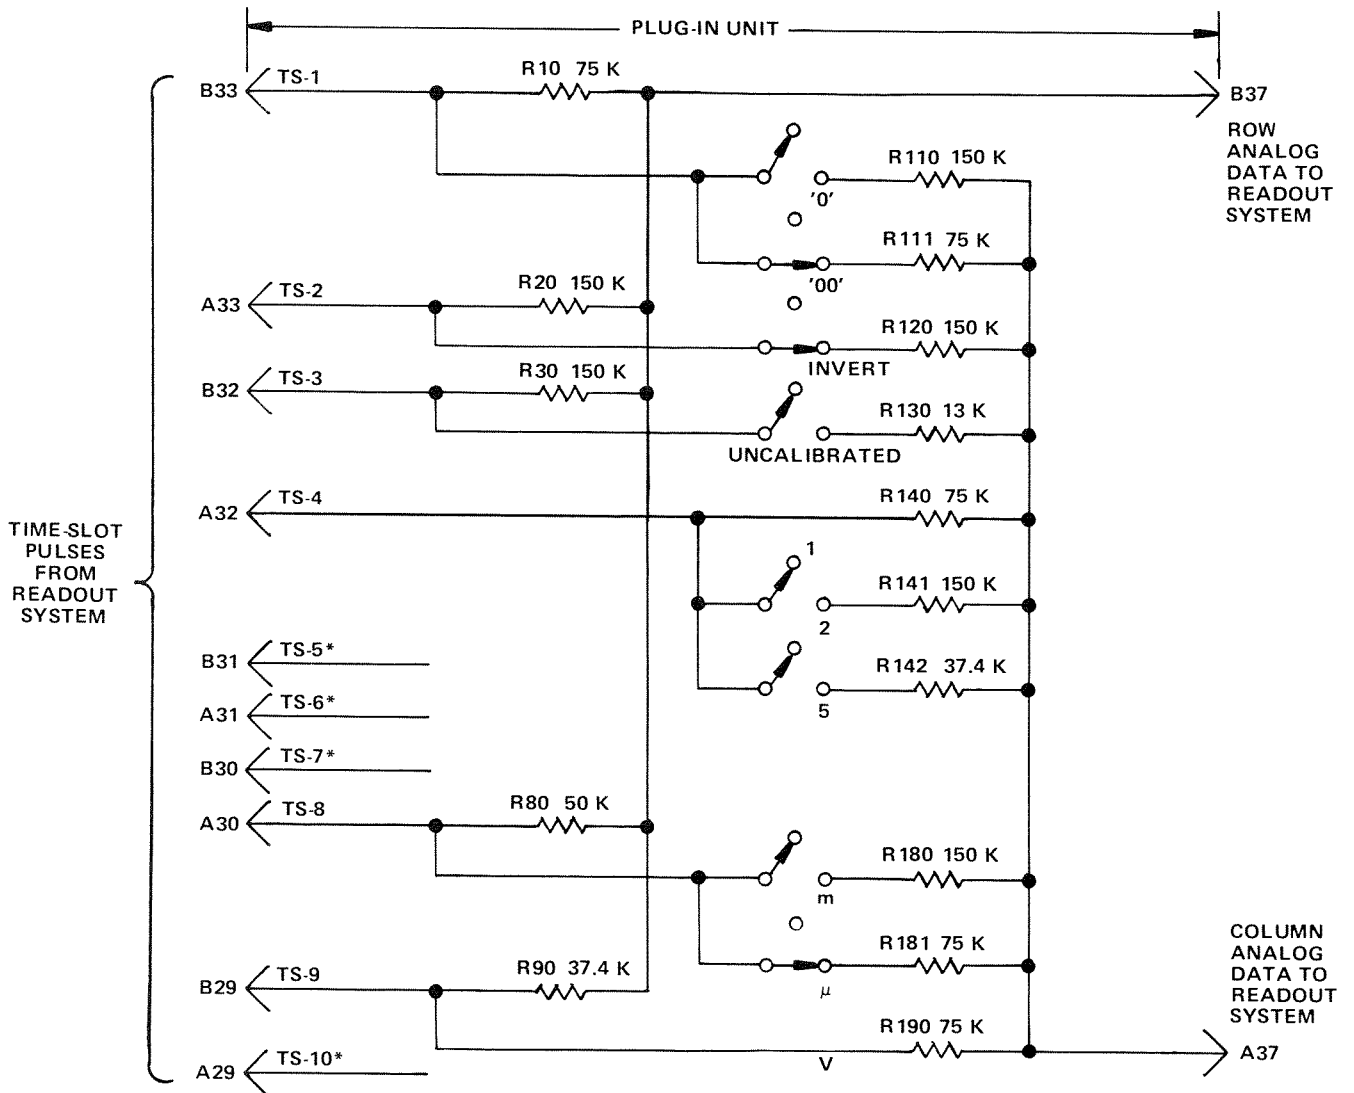 PLUG-IN UNIT
B33
TS-1
R10 75 K
B37
ROW
ANALOG
DATA TO
READOUT
SYSTEM
R110 150 K
'0'
R111 75 K
'00'
A33
TS-2
R20 150 K
R120 150 K
INVERT
B32
TS-3
R30 150 K
R130 13 K
UNCALIBRATED
A32
TS-4
R140 75 K
TIME-SLOT
PULSES
FROM
READOUT
SYSTEM
1
R141 150 K
2
B31
TS-5*
R142 37.4 K
5
A31
TS-6*
B30
TS-7*
A30
TS-8
R80 50 K
R180 150 K
m
R181 75 K
μ
COLUMN
ANALOG
DATA TO
READOUT
SYSTEM
B29
TS-9
R90 37.4 K
R190 75 K
V
A37
A29
TS-10*